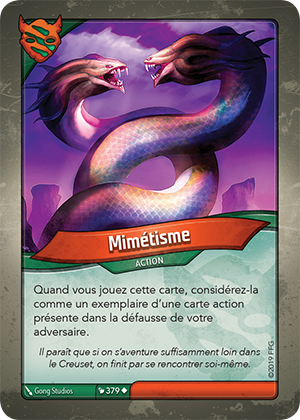 Mimétisme
ACTION
Quand vous jouez cette carte, considérez-la
comme un exemplaire d'une carte action
présente dans la défausse de votre
adversaire.
Il paraît que si on s'aventure suffisamment loin dans
le Creuset, on finit par se rencontrer soi-même.
©2019 FFG
Gong Studios
379